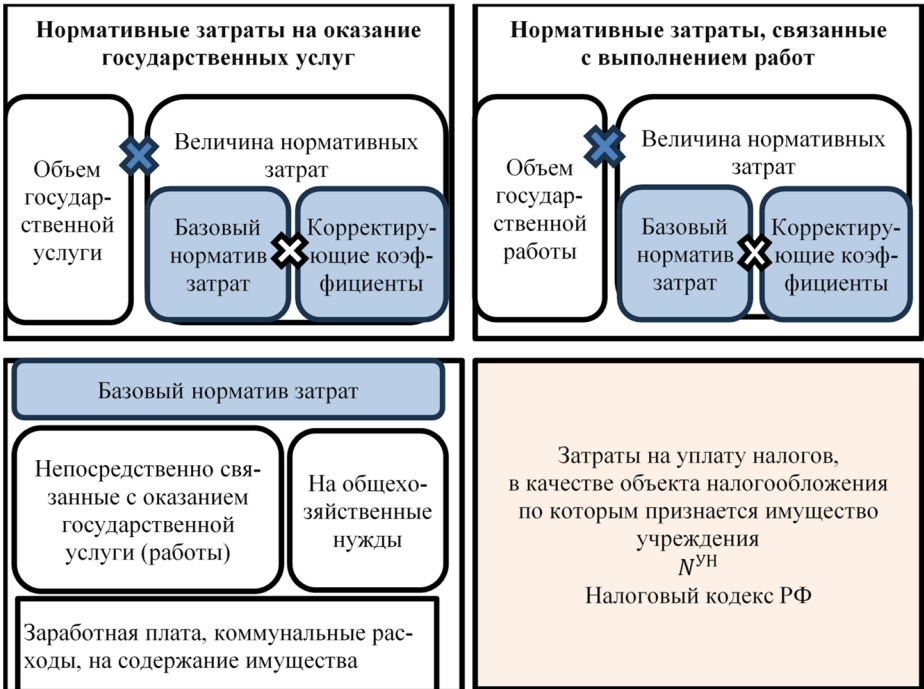 Нормативные затраты на оказание
государственных услуг
Объем
государ-
ственной
услуги
Величина нормативных
затрат
Базовый
норматив
затрат
Корректиру-
ющие коэф-
фициенты
Нормативные затраты, связанные
с выполнением работ
Объем
государ-
ственной
работы
Величина нормативных
затрат
Базовый
норматив
затрат
Корректиру-
ющие коэф-
фициенты
Базовый норматив затрат
Непосредственно свя-
занные с оказанием
государственной
услуги (работы)
На общехо-
зяйственные
нужды
Заработная плата, коммунальные рас-
ходы, на содержание имущества
Затраты на уплату налогов,
в качестве объекта налогообложения
по которым признается имущество
учреждения
N^УН
Налоговый кодекс РФ